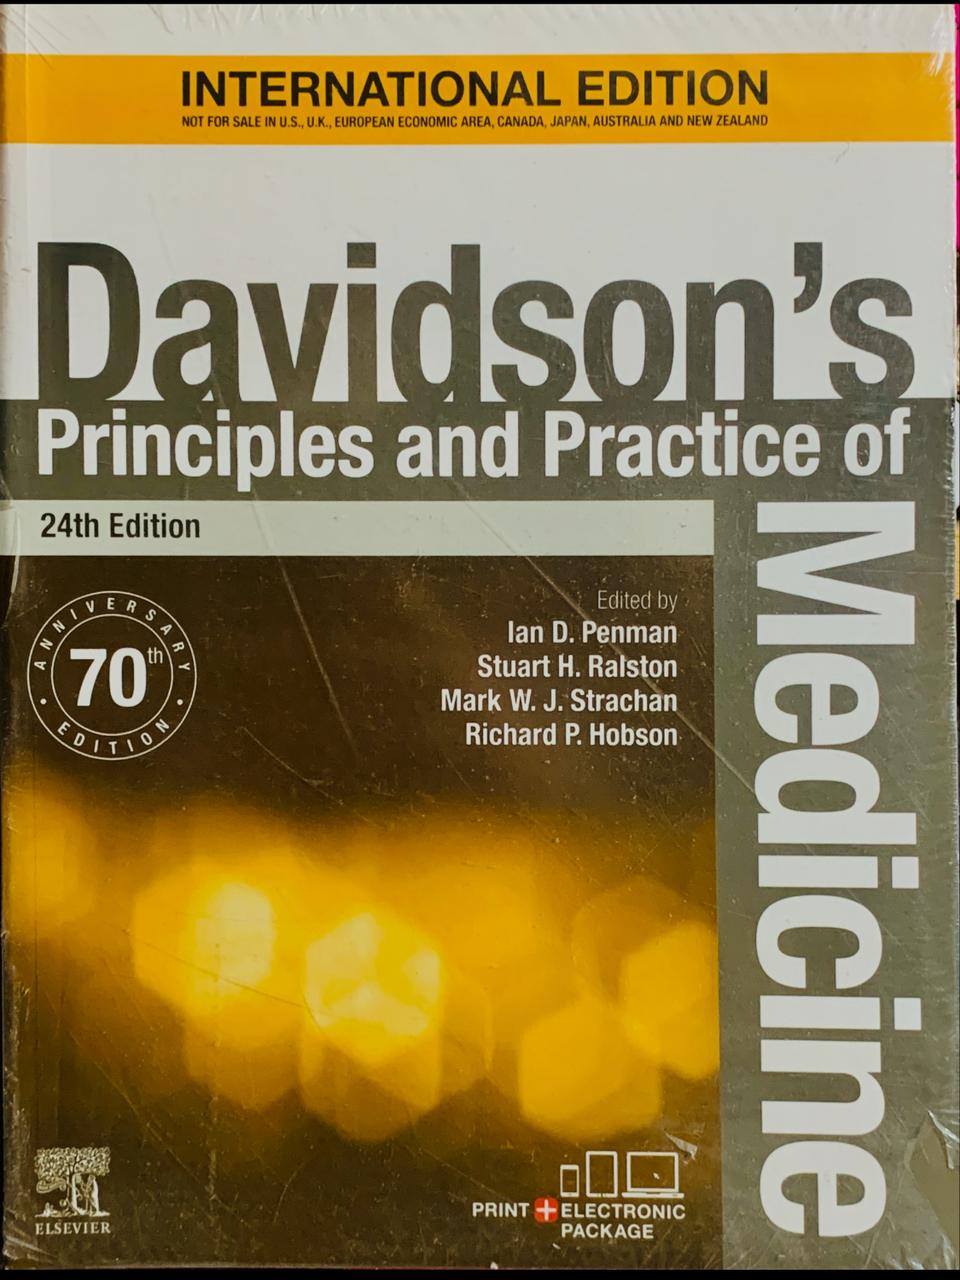 INTERNATIONAL EDITION
NOT FOR SALE IN U.S., U.K., EUROPEAN ECONOMIC AREA, CANADA, JAPAN, AUSTRALIA AND NEW ZEALAND
Davidson's
Principles and Practice of
Medicine
24th Edition
ANNIVERSARY
70th
EDITION
Edited by
Ian D. Penman
Stuart H. Ralston
Mark W. J. Strachan
Richard P. Hobson
ELSEVIER
PRINT + ELECTRONIC
PACKAGE